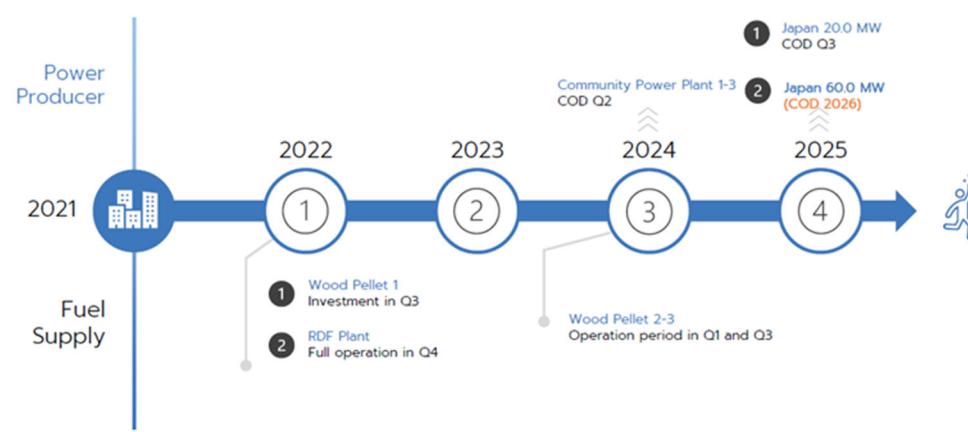 1 Japan 20.0 MW
COD Q3
Power
Producer
Community Power Plant 1-3
COD Q2
2 Japan 60.0 MW
(COD 2026)
2022
2023
2024
2025
2021
1
2
3
4
Fuel
Supply
1 Wood Pellet 1
Investment in Q3
2 RDF Plant
Full operation in Q4
Wood Pellet 2-3
Operation period in Q1 and Q3